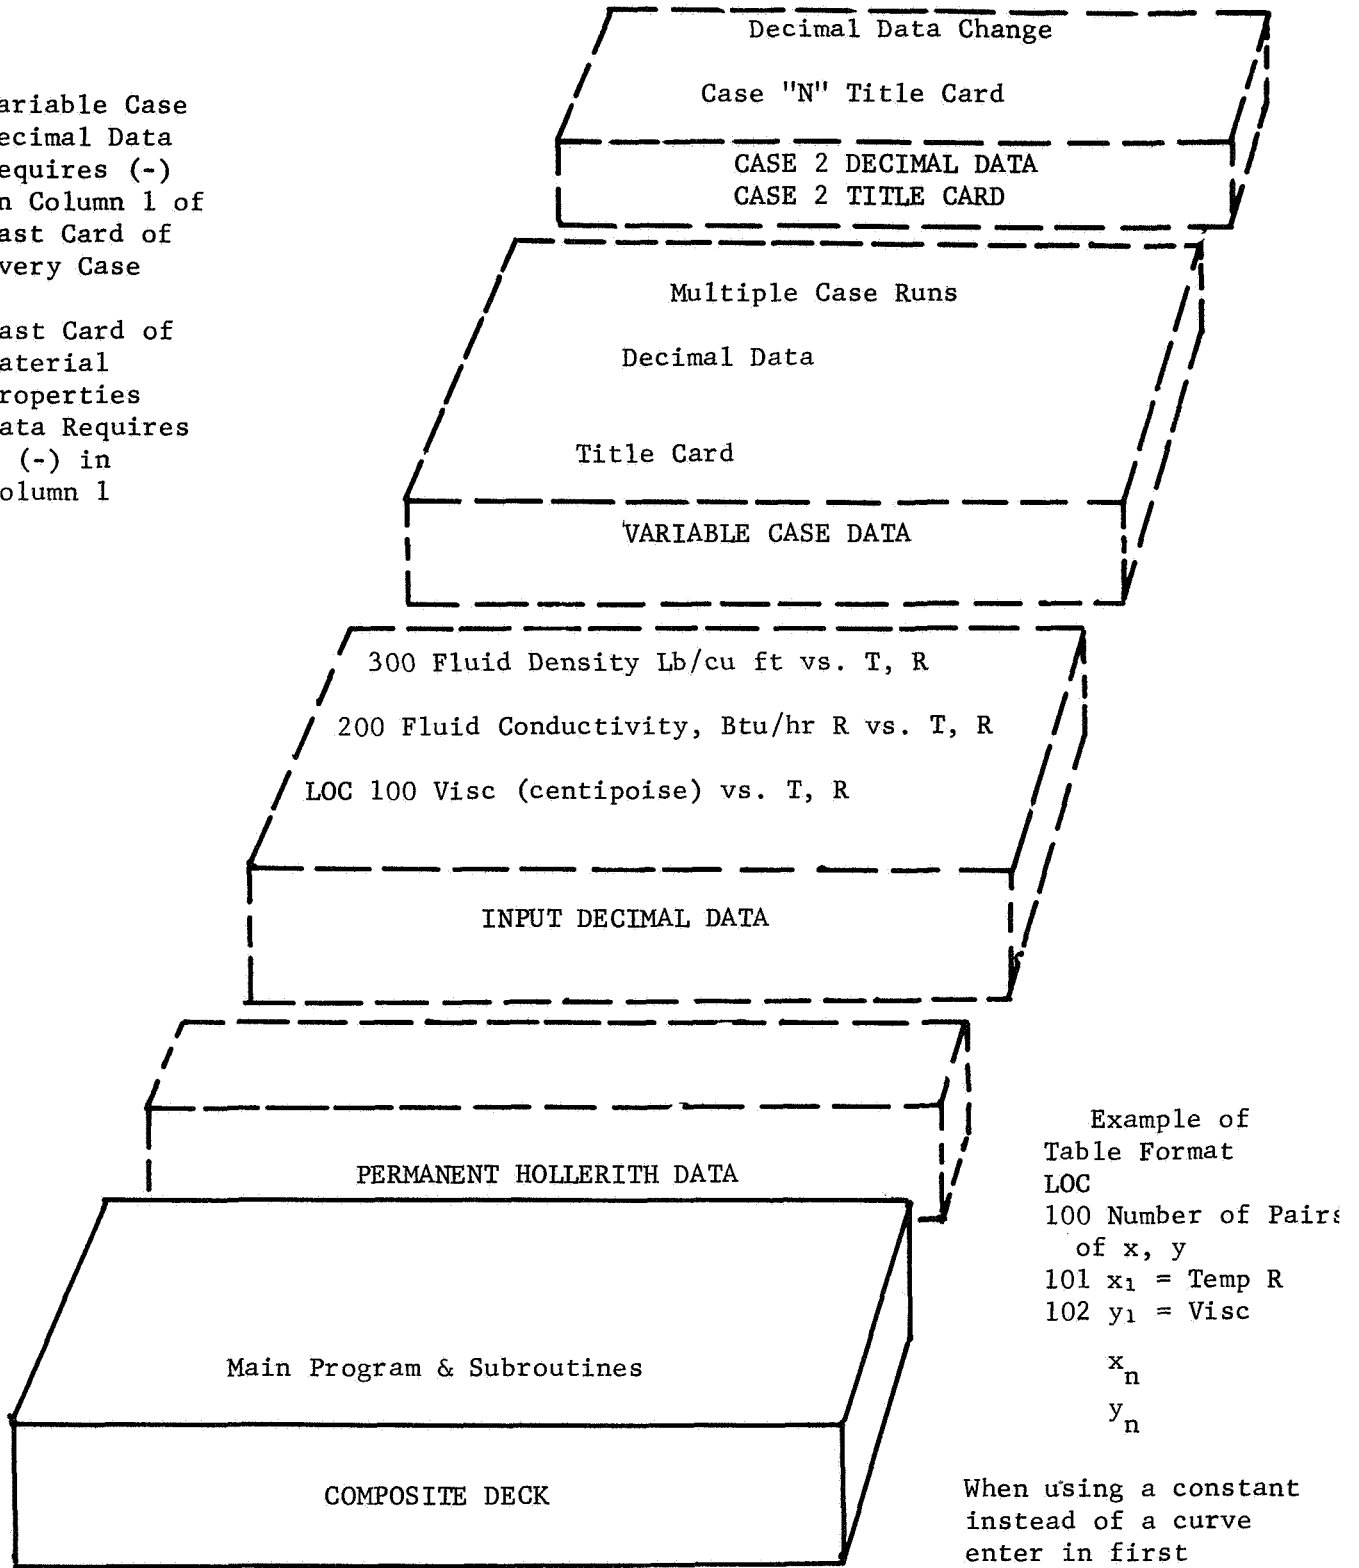 ariable Case
ecimal Data
equires (-)
n Column 1 of
ast Card of
very Case
ast Card of
aterial
roperties
ata Requires
(-) in
olumn 1
Decimal Data Change
Case "N" Title Card
CASE 2 DECIMAL DATA
CASE 2 TITLE CARD
Multiple Case Runs
Decimal Data
Title Card
VARIABLE CASE DATA
300 Fluid Density Lb/cu ft vs. T, R
200 Fluid Conductivity, Btu/hr R vs. T, R
LOC 100 Visc (centipoise) vs. T, R
INPUT DECIMAL DATA
PERMANENT HOLLERITH DATA
Main Program & Subroutines
COMPOSITE DECK
Example of
Table Format
LOC
100 Number of Pairs
of x, y
101 x1 = Temp R
102 y1 = Visc
xn
yn
When using a constant
instead of a curve
enter in first